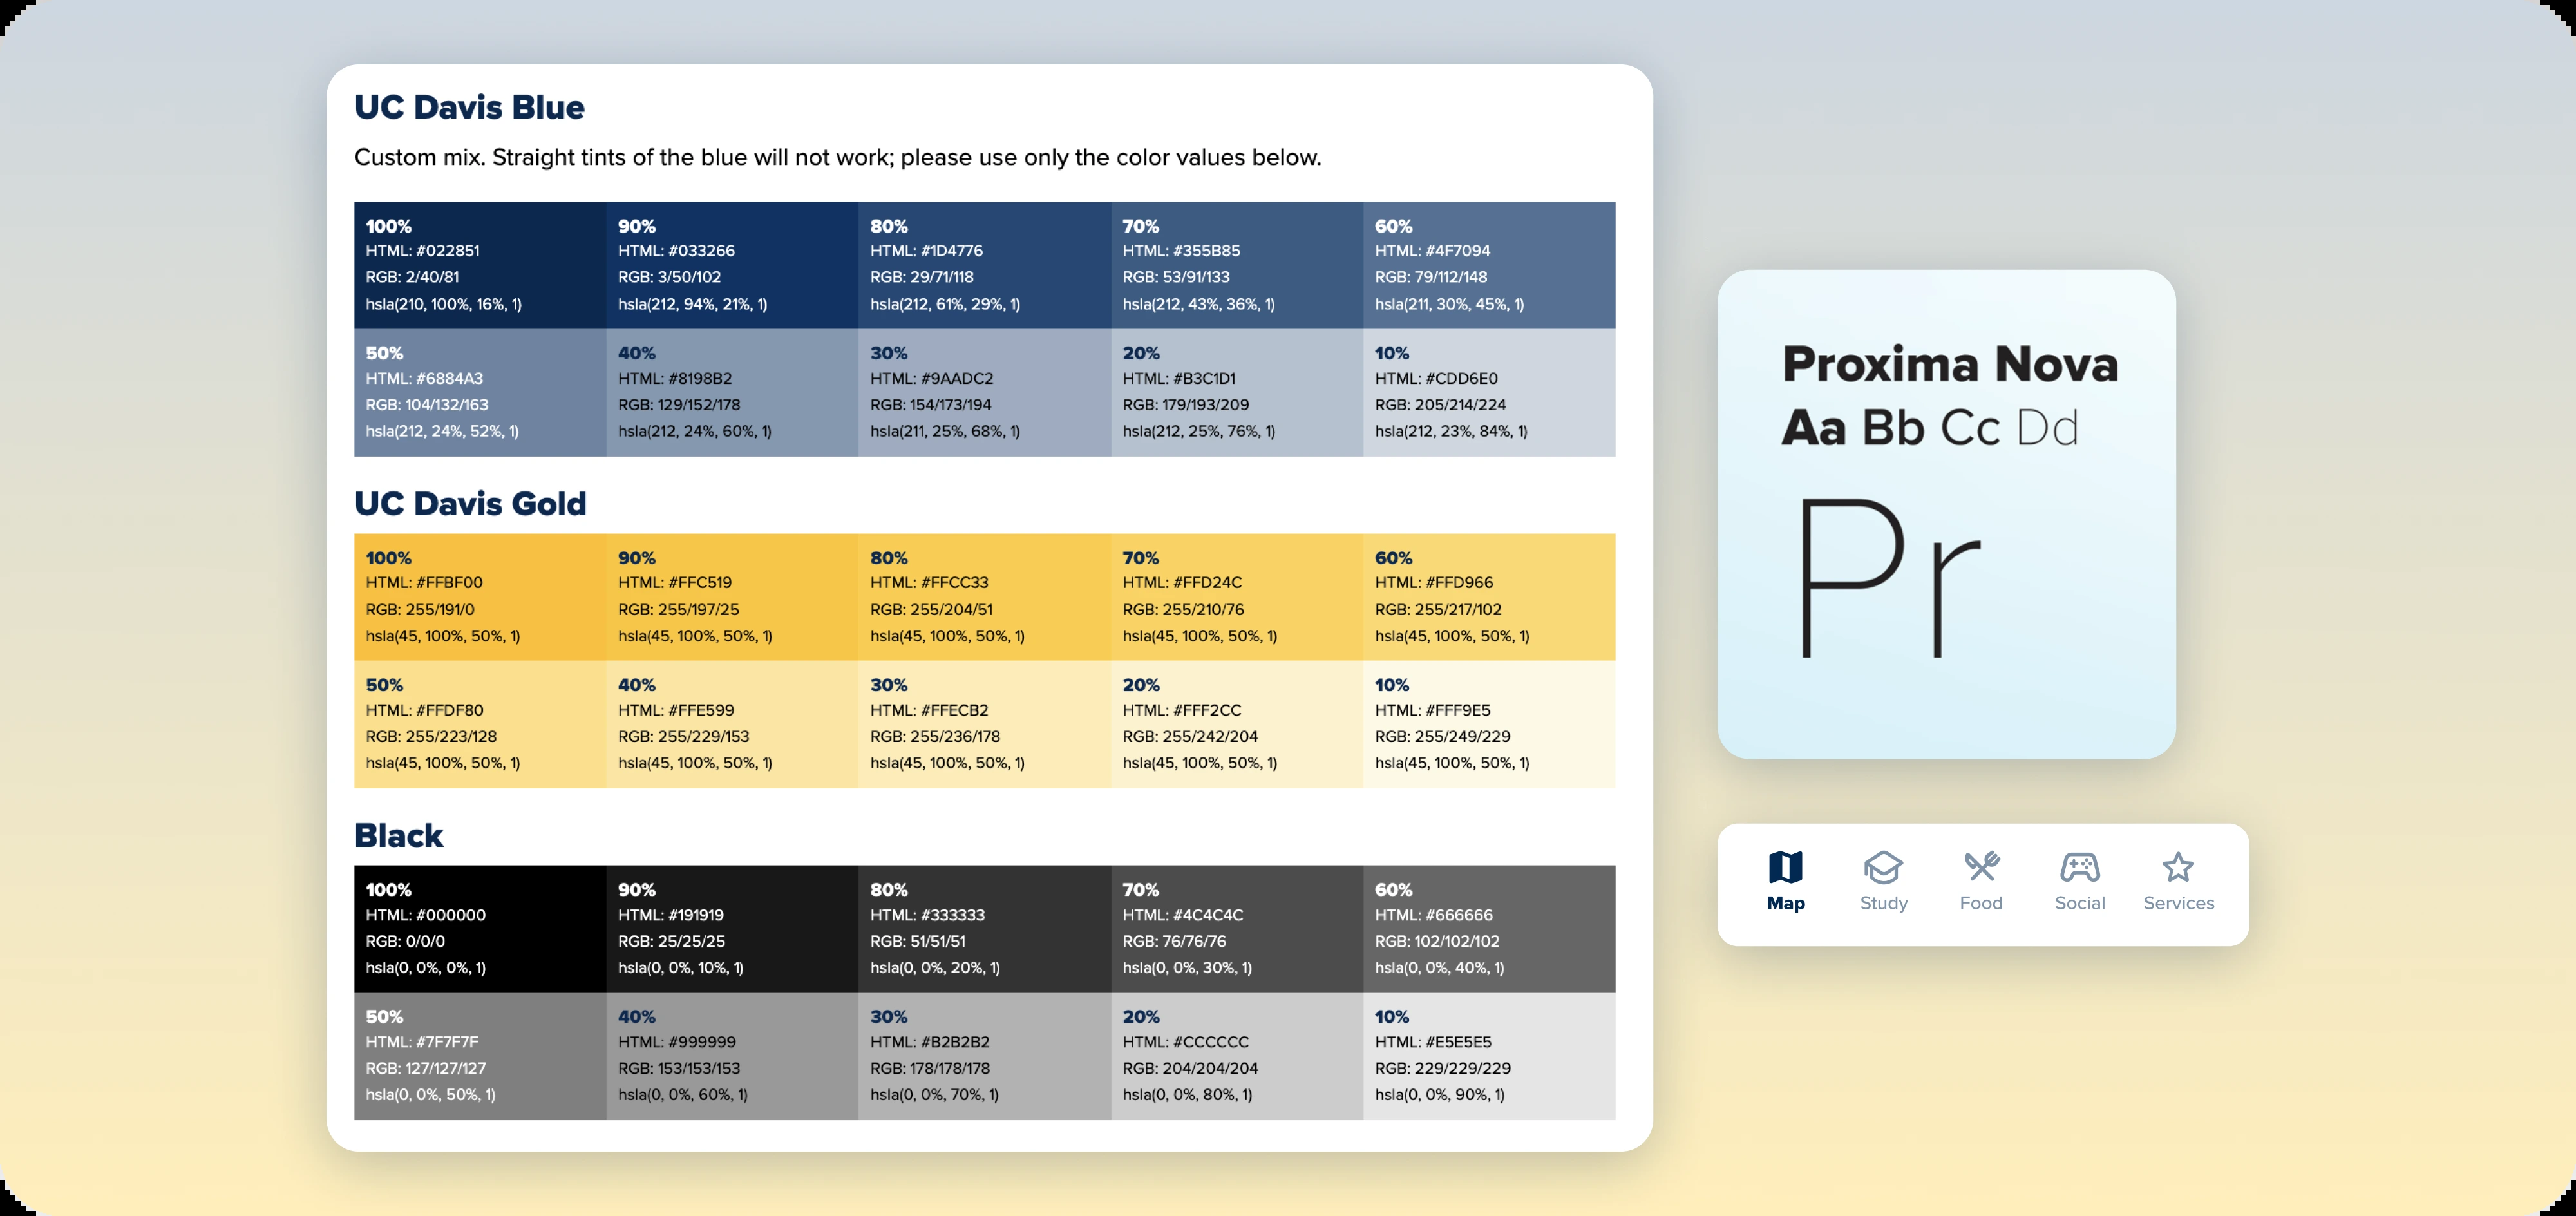 UC Davis Blue
Custom mix. Straight tints of the blue will not work; please use only the color values below.
100%
HTML: #022851
RGB: 2/40/81
hsla(210, 100%, 16%, 1)
90%
HTML: #033266
RGB: 3/50/102
hsla(212, 94%, 21%, 1)
80%
HTML: #1D4776
RGB: 29/71/118
hsla(212, 61%, 29%, 1)
70%
HTML: #355B85
RGB: 53/91/133
hsla(212, 43%, 36%, 1)
60%
HTML: #4F7094
RGB: 79/112/148
hsla(211, 30%, 45%, 1)
50%
HTML: #6884A3
RGB: 104/132/163
hsla(212, 24%, 52%, 1)
40%
HTML: #8198B2
RGB: 129/152/178
hsla(212, 24%, 60%, 1)
30%
HTML: #9AADC2
RGB: 154/173/194
hsla(211, 25%, 68%, 1)
20%
HTML: #B3C1D1
RGB: 179/193/209
hsla(212, 25%, 76%, 1)
10%
HTML: #CDD6E0
RGB: 205/214/224
hsla(212, 23%, 84%, 1)
UC Davis Gold
100%
HTML: #FFBF00
RGB: 255/191/0
hsla(45, 100%, 50%, 1)
90%
HTML: #FFC519
RGB: 255/197/25
hsla(45, 100%, 50%, 1)
80%
HTML: #FFCC33
RGB: 255/204/51
hsla(45, 100%, 50%, 1)
70%
HTML: #FFD24C
RGB: 255/210/76
hsla(45, 100%, 50%, 1)
60%
HTML: #FFD966
RGB: 255/217/102
hsla(45, 100%, 50%, 1)
50%
HTML: #FFDF80
RGB: 255/223/128
hsla(45, 100%, 50%, 1)
40%
HTML: #FFE599
RGB: 255/229/153
hsla(45, 100%, 50%, 1)
30%
HTML: #FFECB2
RGB: 255/236/178
hsla(45, 100%, 50%, 1)
20%
HTML: #FFF2CC
RGB: 255/242/204
hsla(45, 100%, 50%, 1)
10%
HTML: #FFF9E5
RGB: 255/249/229
hsla(45, 100%, 50%, 1)
Black
100%
HTML: #000000
RGB: 0/0/0
hsla(0, 0%, 0%, 1)
90%
HTML: #191919
RGB: 25/25/25
hsla(0, 0%, 10%, 1)
80%
HTML: #333333
RGB: 51/51/51
hsla(0, 0%, 20%, 1)
70%
HTML: #4C4C4C
RGB: 76/76/76
hsla(0, 0%, 30%, 1)
60%
HTML: #666666
RGB: 102/102/102
hsla(0, 0%, 40%, 1)
50%
HTML: #7F7F7F
RGB: 127/127/127
hsla(0, 0%, 50%, 1)
40%
HTML: #999999
RGB: 153/153/153
hsla(0, 0%, 60%, 1)
30%
HTML: #B2B2B2
RGB: 178/178/178
hsla(0, 0%, 70%, 1)
20%
HTML: #CCCCCC
RGB: 204/204/204
hsla(0, 0%, 80%, 1)
10%
HTML: #E5E5E5
RGB: 229/229/229
hsla(0, 0%, 90%, 1)
Proxima Nova
Aa Bb Cc Dd
Pr
Map
Study
Food
Social
Services